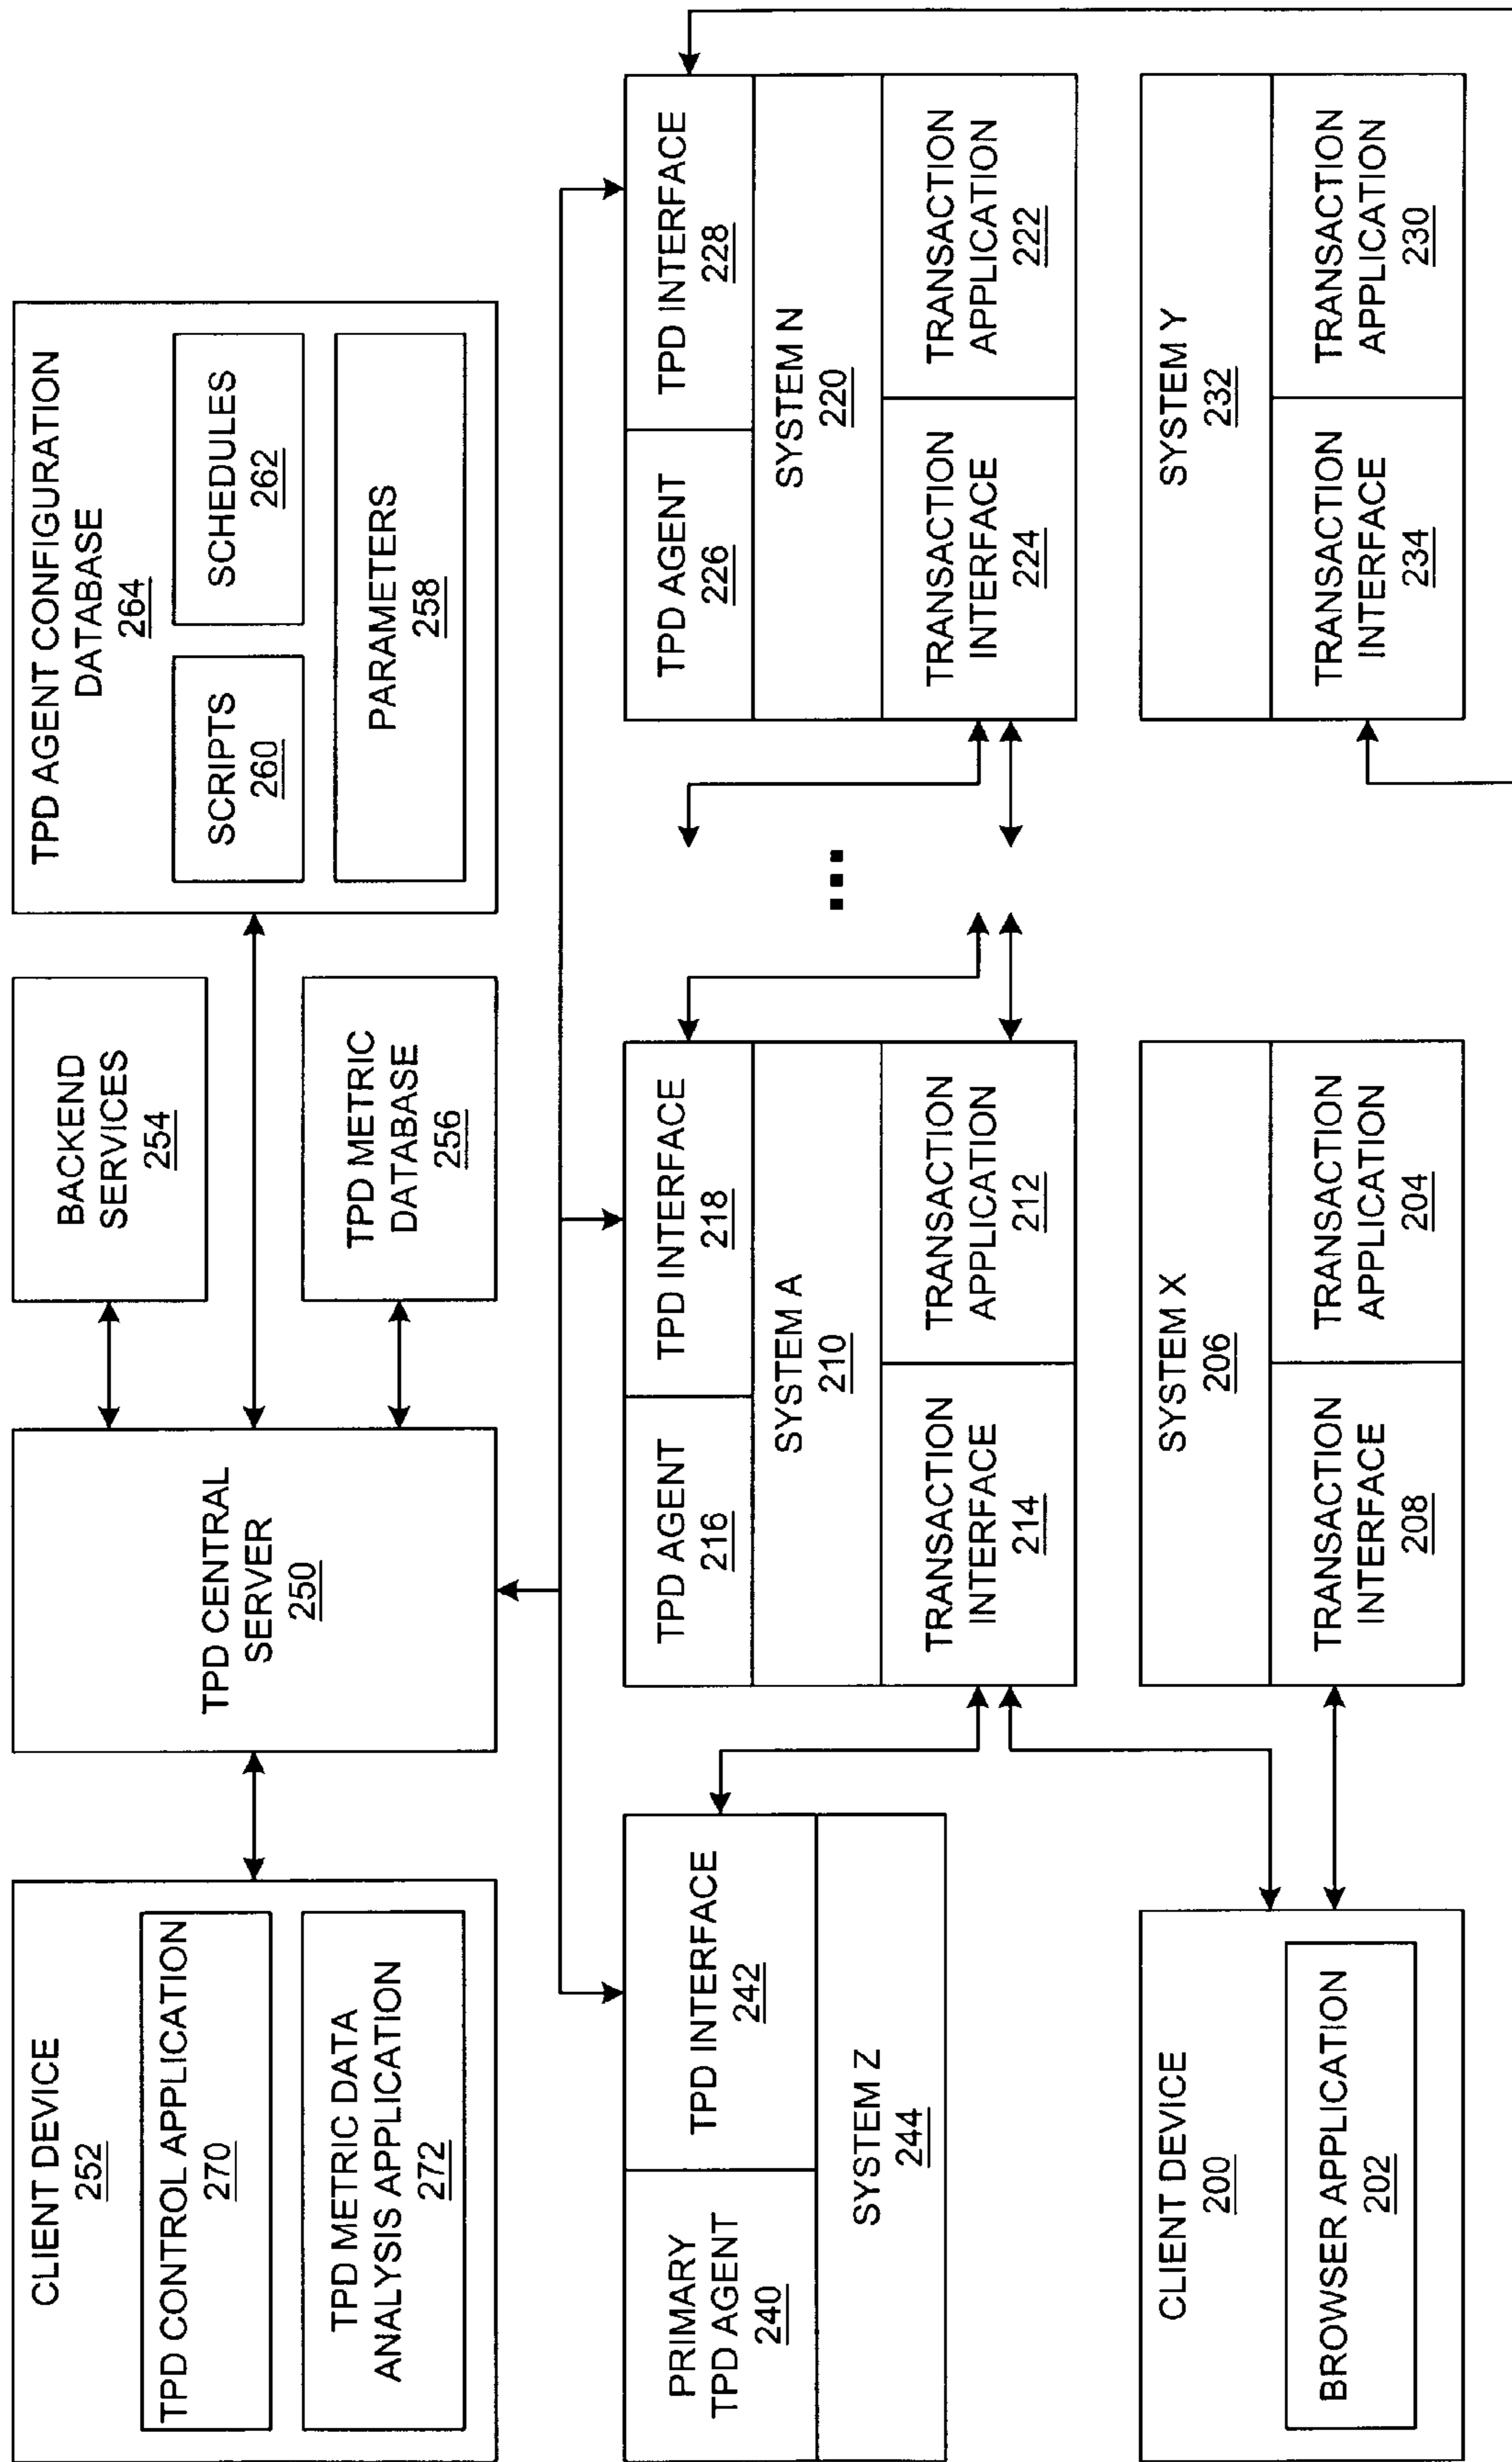 CLIENT DEVICE
252
TPD CONTROL APPLICATION
270
TPD METRIC DATA
ANALYSIS APPLICATION
272
TPD CENTRAL
SERVER
250
BACKEND
SERVICES
254
TPD METRIC
DATABASE
256
TPD AGENT CONFIGURATION
DATABASE
264
SCRIPTS
260
SCHEDULES
262
PARAMETERS
258
PRIMARY
TPD AGENT
240
TPD INTERFACE
242
SYSTEM Z
244
TPD AGENT
216
TPD INTERFACE
218
SYSTEM A
210
TRANSACTION
INTERFACE
214
TRANSACTION
APPLICATION
212
TPD AGENT
226
TPD INTERFACE
228
SYSTEM N
220
TRANSACTION
INTERFACE
224
TRANSACTION
APPLICATION
222
CLIENT DEVICE
200
BROWSER APPLICATION
202
SYSTEM X
206
TRANSACTION
INTERFACE
208
TRANSACTION
APPLICATION
204
SYSTEM Y
232
TRANSACTION
INTERFACE
234
TRANSACTION
APPLICATION
230